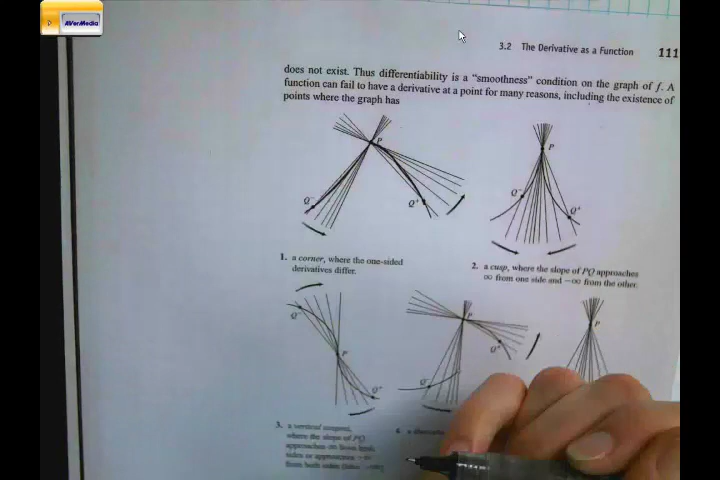 AVerMedia
3.2 The Derivative as a Function 111
does not exist. Thus differentiability is a "smoothness" condition on the graph of f. A
function can fail to have a derivative at a point for many reasons, including the existence of
points where the graph has
P
Q⁻
Q⁺
P
Q⁻
Q⁺
1. a corner, where the one-sided
derivatives differ.
2. a cusp, where the slope of PQ approaches
∞ from one side and −∞ from the other.
Q⁻
P
Q⁺
P
Q⁺
Q⁻
P
3. a vertical tangent,
where the slope of PQ
approaches ∞ from both
sides or approaches −∞
from both sides
4. a